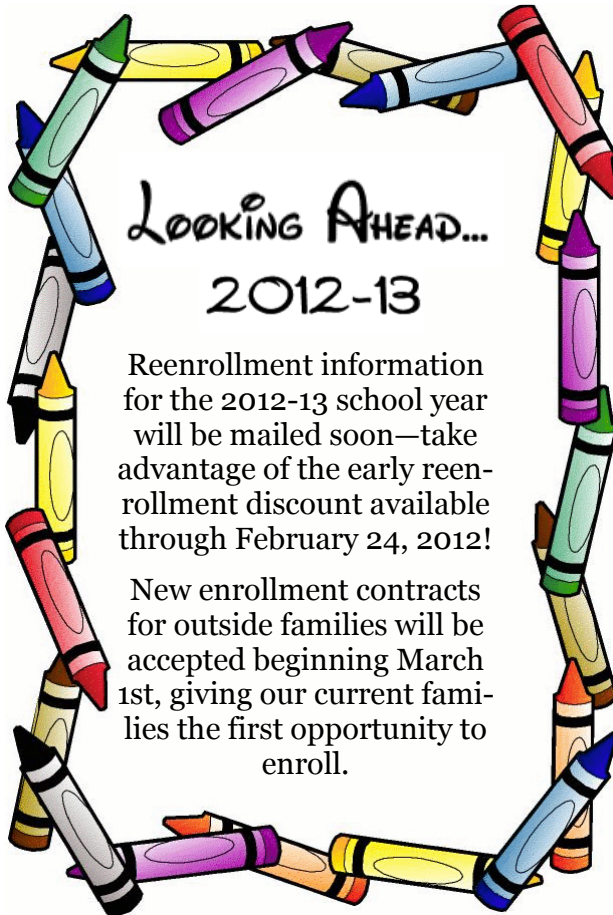 Looking Ahead...
2012-13
Reenrollment information
for the 2012-13 school year
will be mailed soon—take
advantage of the early reen-
rollment discount available
through February 24, 2012!
New enrollment contracts
for outside families will be
accepted beginning March
1st, giving our current fami-
lies the first opportunity to
enroll.